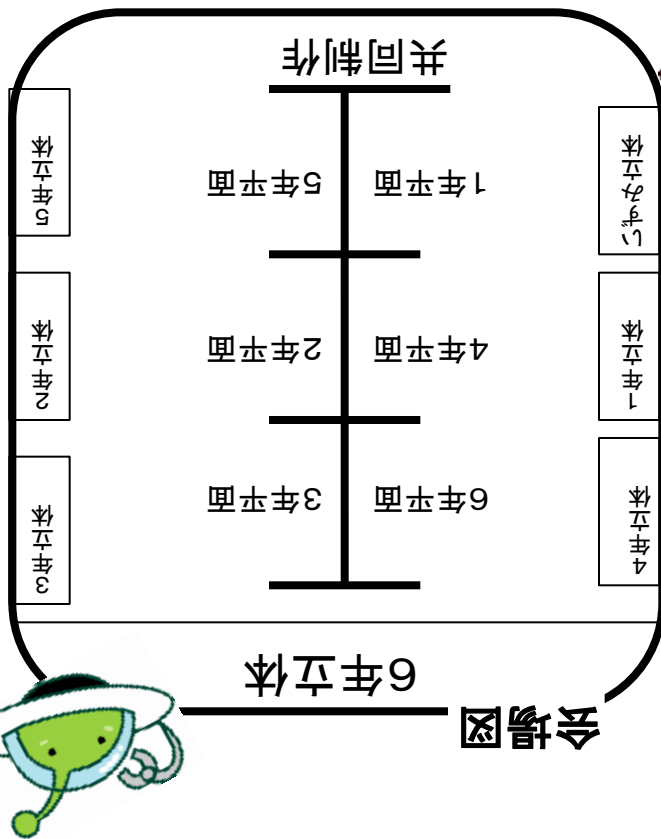 会場図
6年立体
4年立体
6年平面
3年平面
3年立体
1年立体
4年平面
2年平面
2年立体
いずみ立体
1年平面
5年平面
5年立体
共同制作